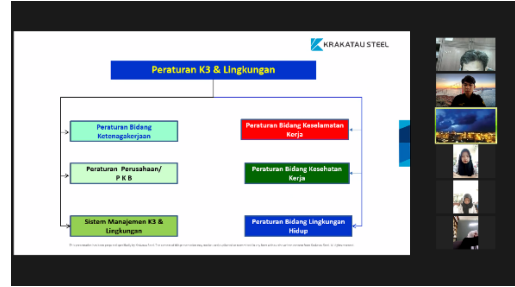 KRAKATAU STEEL
Peraturan K3 & Lingkungan
Peraturan Bidang
Ketenagakerjaan
Peraturan Perusahaan/
P K B
Sistem Manajemen K3 &
Lingkungan
Peraturan Bidang Keselamatan
Kerja
Peraturan Bidang Kesehatan
Kerja
Peraturan Bidang Lingkungan
Hidup